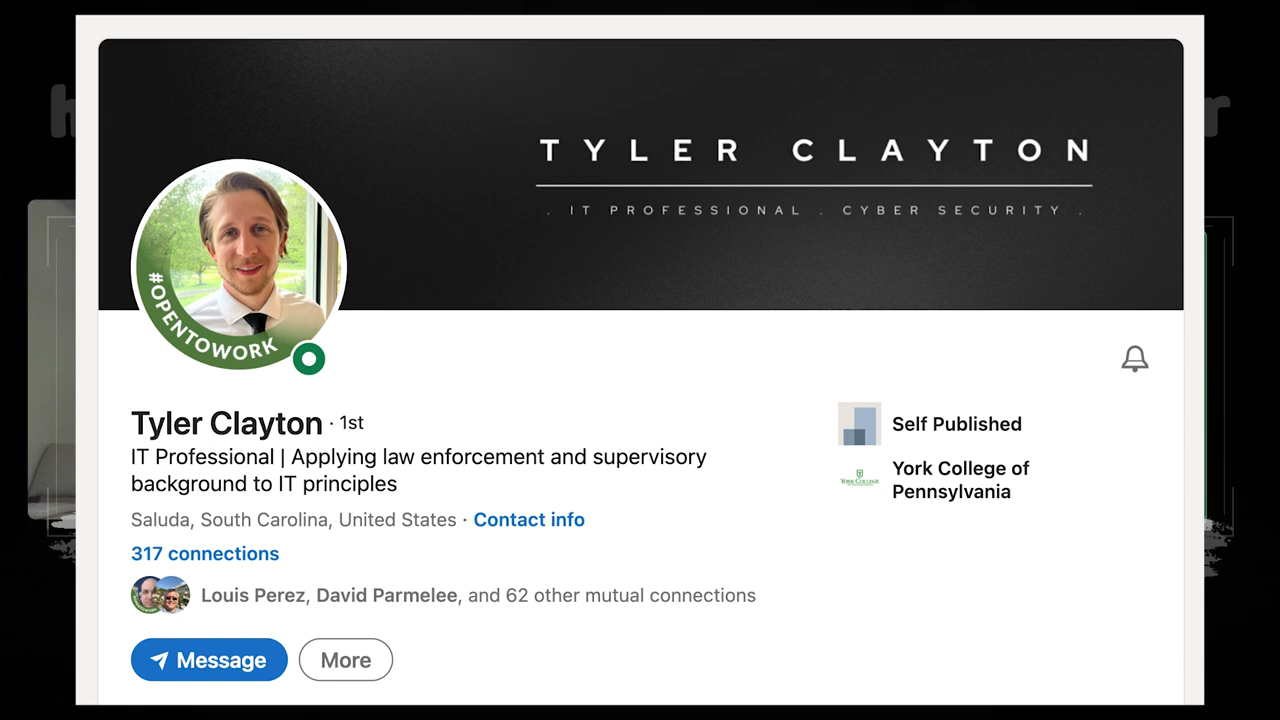 TYLER CLAYTON
. IT PROFESSIONAL . CYBER SECURITY .
#OPENTOWORK
Tyler Clayton · 1st
IT Professional | Applying law enforcement and supervisory
background to IT principles
Saluda, South Carolina, United States · Contact info
317 connections
Louis Perez, David Parmelee, and 62 other mutual connections
Message
More
Self Published
YORK COLLEGE
York College of
Pennsylvania